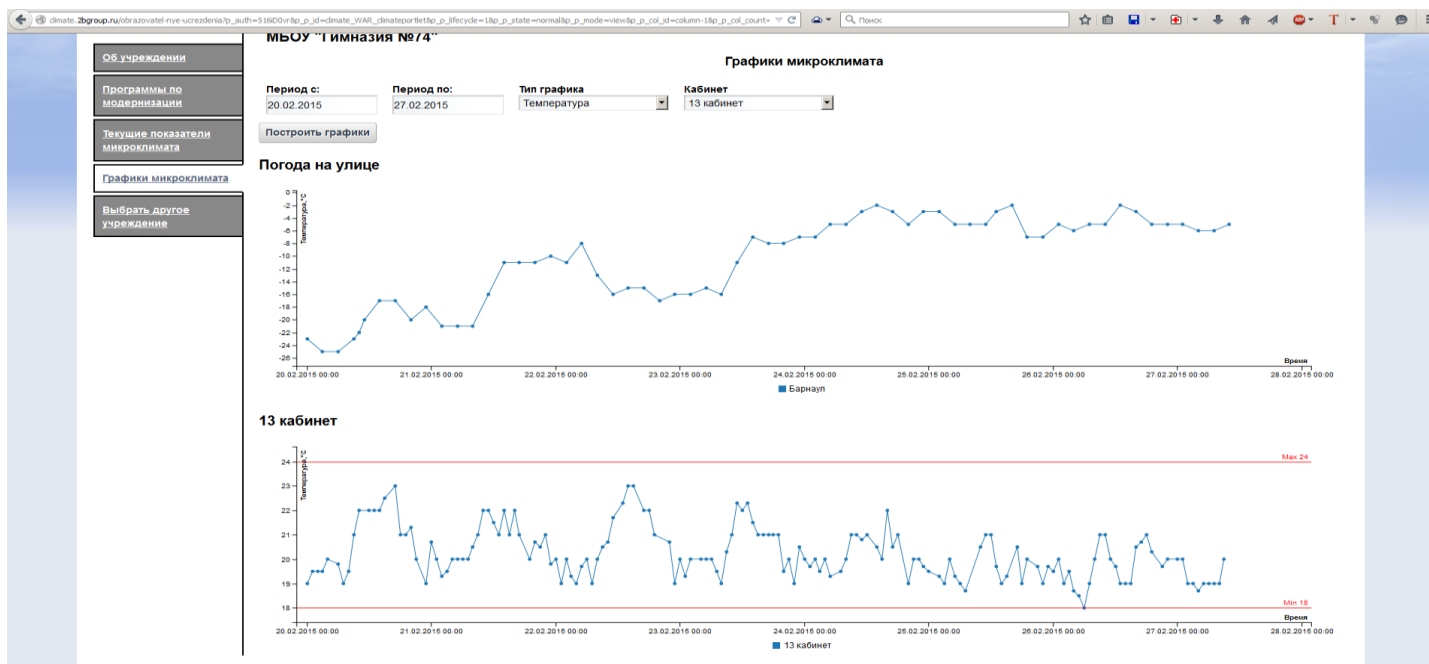 climate.2bgroup.ru/obrazovatel-nye-ucrezdenia?p_auth=516iD0vr&p_p_id=climate_WAR_climateportlet&p_p_lifecycle=1&p_p_state=normal&p_p_mode=view&p_p_col_id=column-1&p_p_col_count=
Поиск
МБОУ "Гимназия №74"
Об учреждении
Программы по
модернизации
Текущие показатели
микроклимата
Графики микроклимата
Выбрать другое
учреждение
Графики микроклимата
Период с: Период по: Тип графика Кабинет
20.02.2015 27.02.2015 Температура 13 кабинет
Построить графики
Погода на улице
Температура,°C
0
-2
-4
-6
-8
-10
-12
-14
-16
-18
-20
-22
-24
-26
Время
20.02.2015 00:00 21.02.2015 00:00 22.02.2015 00:00 23.02.2015 00:00 24.02.2015 00:00 25.02.2015 00:00 26.02.2015 00:00 27.02.2015 00:00 28.02.2015 00:00
Барнаул
13 кабинет
Температура,°C
Max 24
24
23
22
21
20
19
18
Min 18
Время
20.02.2015 00:00 21.02.2015 00:00 22.02.2015 00:00 23.02.2015 00:00 24.02.2015 00:00 25.02.2015 00:00 26.02.2015 00:00 27.02.2015 00:00 28.02.2015 00:00
13 кабинет